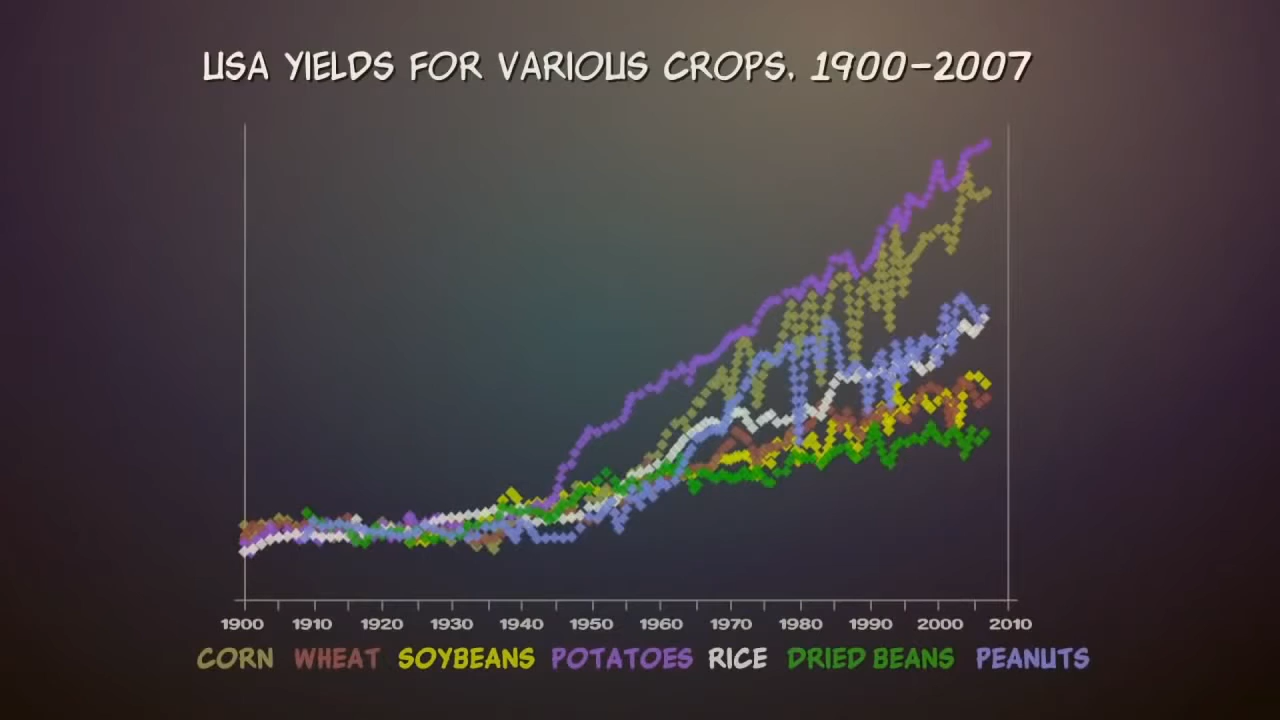 USA YIELDS FOR VARIOUS CROPS, 1900-2007
1900 1910 1920 1930 1940 1950 1960 1970 1980 1990 2000 2010
CORN WHEAT SOYBEANS POTATOES RICE DRIED BEANS PEANUTS